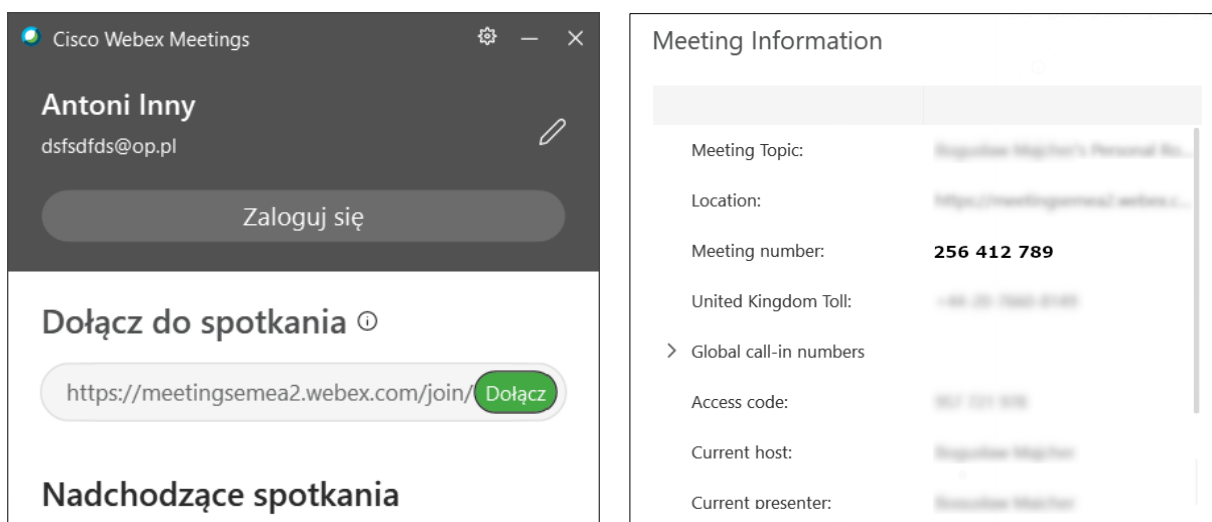 Cisco Webex Meetings
Antoni Inny
dsfsdfds@op.pl
Zaloguj się
Dołącz do spotkania
https://meetingsemea2.webex.com/join/ Dołącz
Nadchodzące spotkania
Meeting Information
Meeting Topic:
Location:
Meeting number: 256 412 789
United Kingdom Toll:
Global call-in numbers
Access code:
Current host:
Current presenter: